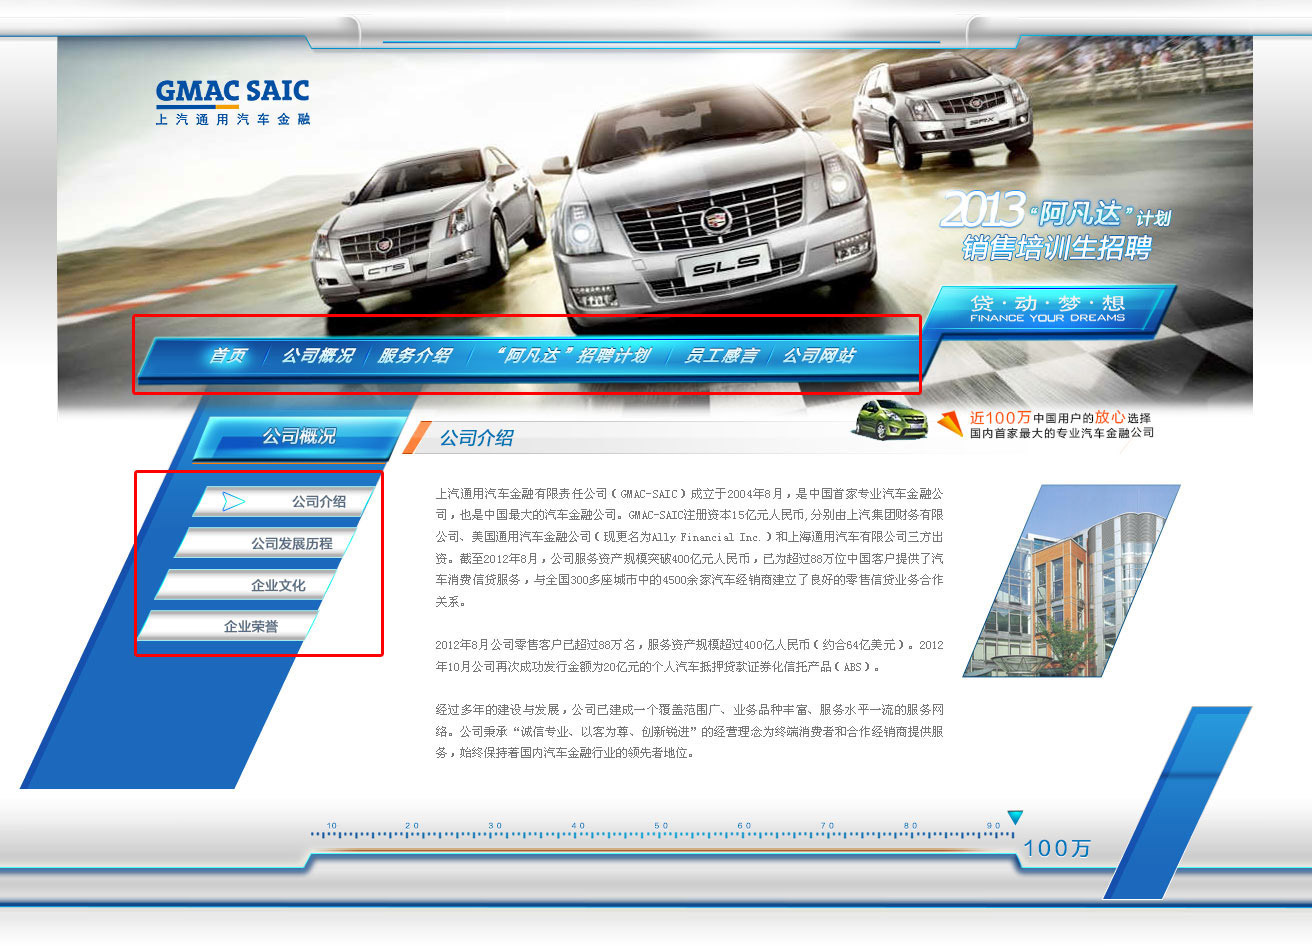 GMAC SAIC
上汽通用汽车金融
CTS
SLS
SRX
2013“阿凡达”计划
销售培训生招聘
贷·动·梦·想
FINANCE YOUR DREAMS
首页 公司概况 服务介绍 “阿凡达”招聘计划 员工感言 公司网站
近100万中国用户的放心选择
国内首家最大的专业汽车金融公司
公司概况
公司介绍
公司发展历程
企业文化
企业荣誉
公司介绍
上汽通用汽车金融有限责任公司（GMAC-SAIC）成立于2004年8月，是中国首家专业汽车金融公
司，也是中国最大的汽车金融公司。GMAC-SAIC注册资本15亿元人民币,分别由上汽集团财务有限
公司、美国通用汽车金融公司（现更名为Ally Financial Inc.）和上海通用汽车有限公司三方出
资。截至2012年8月，公司服务资产规模突破400亿元人民币，已为超过88万位中国客户提供了汽
车消费信贷服务，与全国300多座城市中的4500余家汽车经销商建立了良好的零售信贷业务合作
关系。
2012年8月公司零售客户已超过88万名，服务资产规模超过400亿人民币（约合64亿美元）。2012
年10月公司再次成功发行金额为20亿元的个人汽车抵押贷款证券化信托产品（ABS）。
经过多年的建设与发展，公司已建成一个覆盖范围广、业务品种丰富、服务水平一流的服务网
络。公司秉承“诚信专业、以客为尊、创新锐进”的经营理念为终端消费者和合作经销商提供服
务，始终保持着国内汽车金融行业的领先者地位。
10 20 30 40 50 60 70 80 90
100万